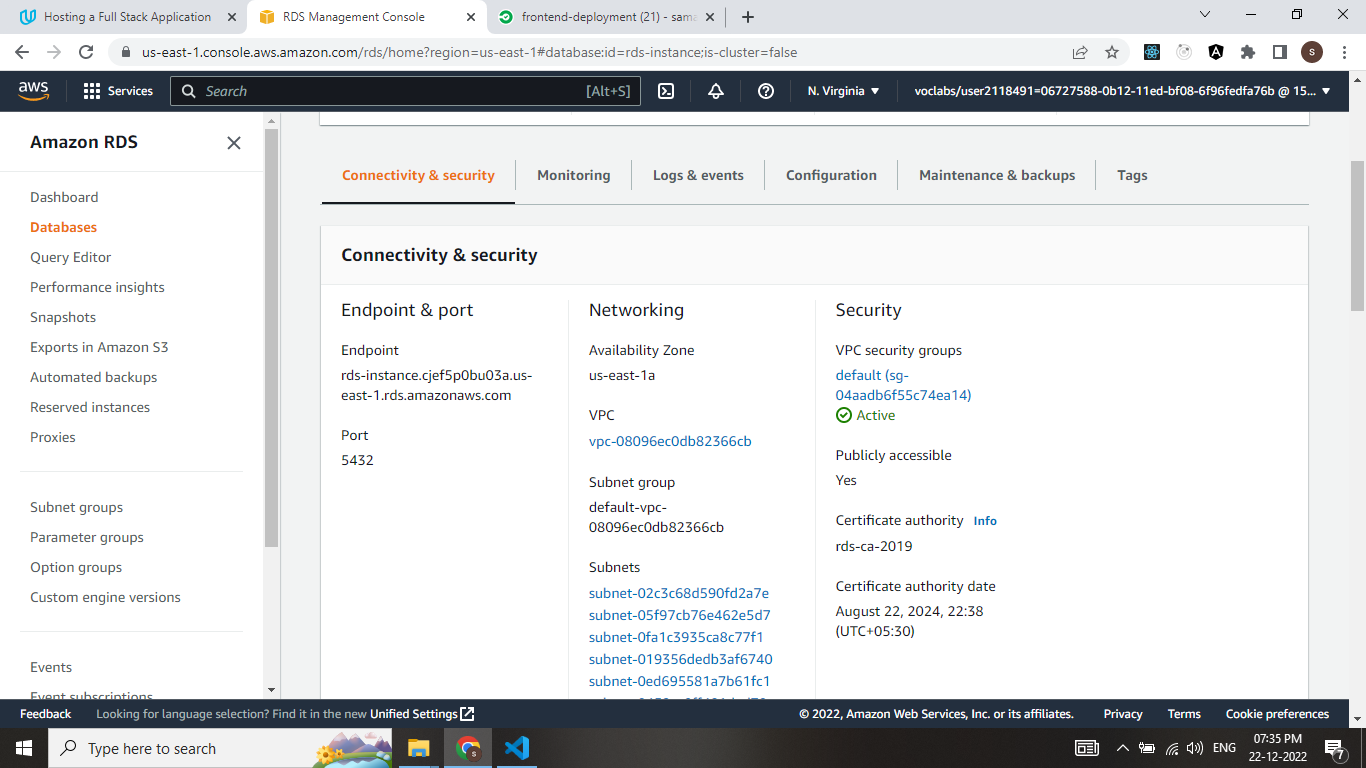 Hosting a Full Stack Application
RDS Management Console
frontend-deployment (21) - sama
us-east-1.console.aws.amazon.com/rds/home?region=us-east-1#database:id=rds-instance;is-cluster=false
S
aws
Services
Search
[Alt+S]
N. Virginia
voclabs/user2118491=06727588-0b12-11ed-bf08-6f96fedfa76b @ 15...
Amazon RDS
Dashboard
Databases
Query Editor
Performance insights
Snapshots
Exports in Amazon S3
Automated backups
Reserved instances
Proxies
Subnet groups
Parameter groups
Option groups
Custom engine versions
Events
Event subscriptions
Connectivity & security
Monitoring
Logs & events
Configuration
Maintenance & backups
Tags
Connectivity & security
Endpoint & port
Endpoint
rds-instance.cjef5p0bu03a.us-
east-1.rds.amazonaws.com
Port
5432
Networking
Availability Zone
us-east-1a
VPC
vpc-08096ec0db82366cb
Subnet group
default-vpc-
08096ec0db82366cb
Subnets
subnet-02c3c68d590fd2a7e
subnet-05f97cb76e462e5d7
subnet-0fa1c3935ca8c77f1
subnet-019356dedb3af6740
subnet-0ed695581a7b61fc1
Security
VPC security groups
default (sg-
04aadb6f55c74ea14)
Active
Publicly accessible
Yes
Certificate authority Info
rds-ca-2019
Certificate authority date
August 22, 2024, 22:38
(UTC+05:30)
Feedback
Looking for language selection? Find it in the new Unified Settings
© 2022, Amazon Web Services, Inc. or its affiliates.
Privacy
Terms
Cookie preferences
Type here to search
ENG
07:35 PM
22-12-2022
7